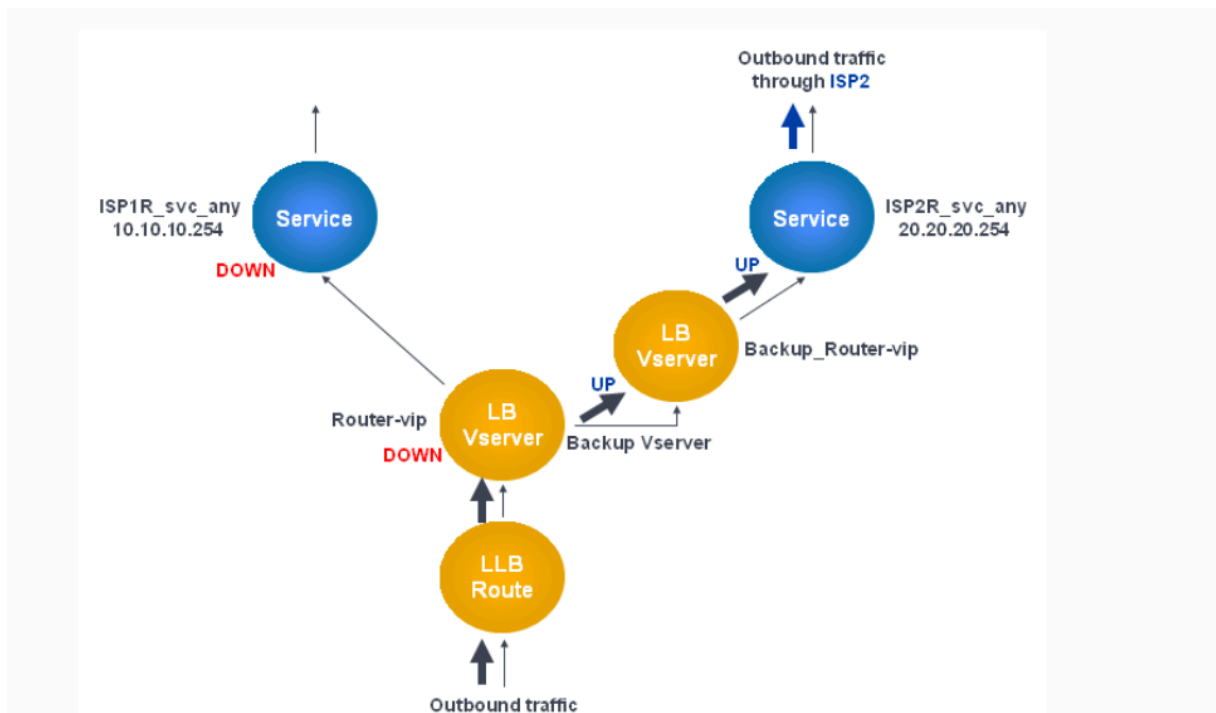 Outbound traffic
through ISP2
ISP1R_svc_any
10.10.10.254
Service
DOWN
Service
ISP2R_svc_any
20.20.20.254
UP
LB
Vserver
Backup_Router-vip
UP
Router-vip
DOWN
LB
Vserver
Backup Vserver
LLB
Route
Outbound traffic